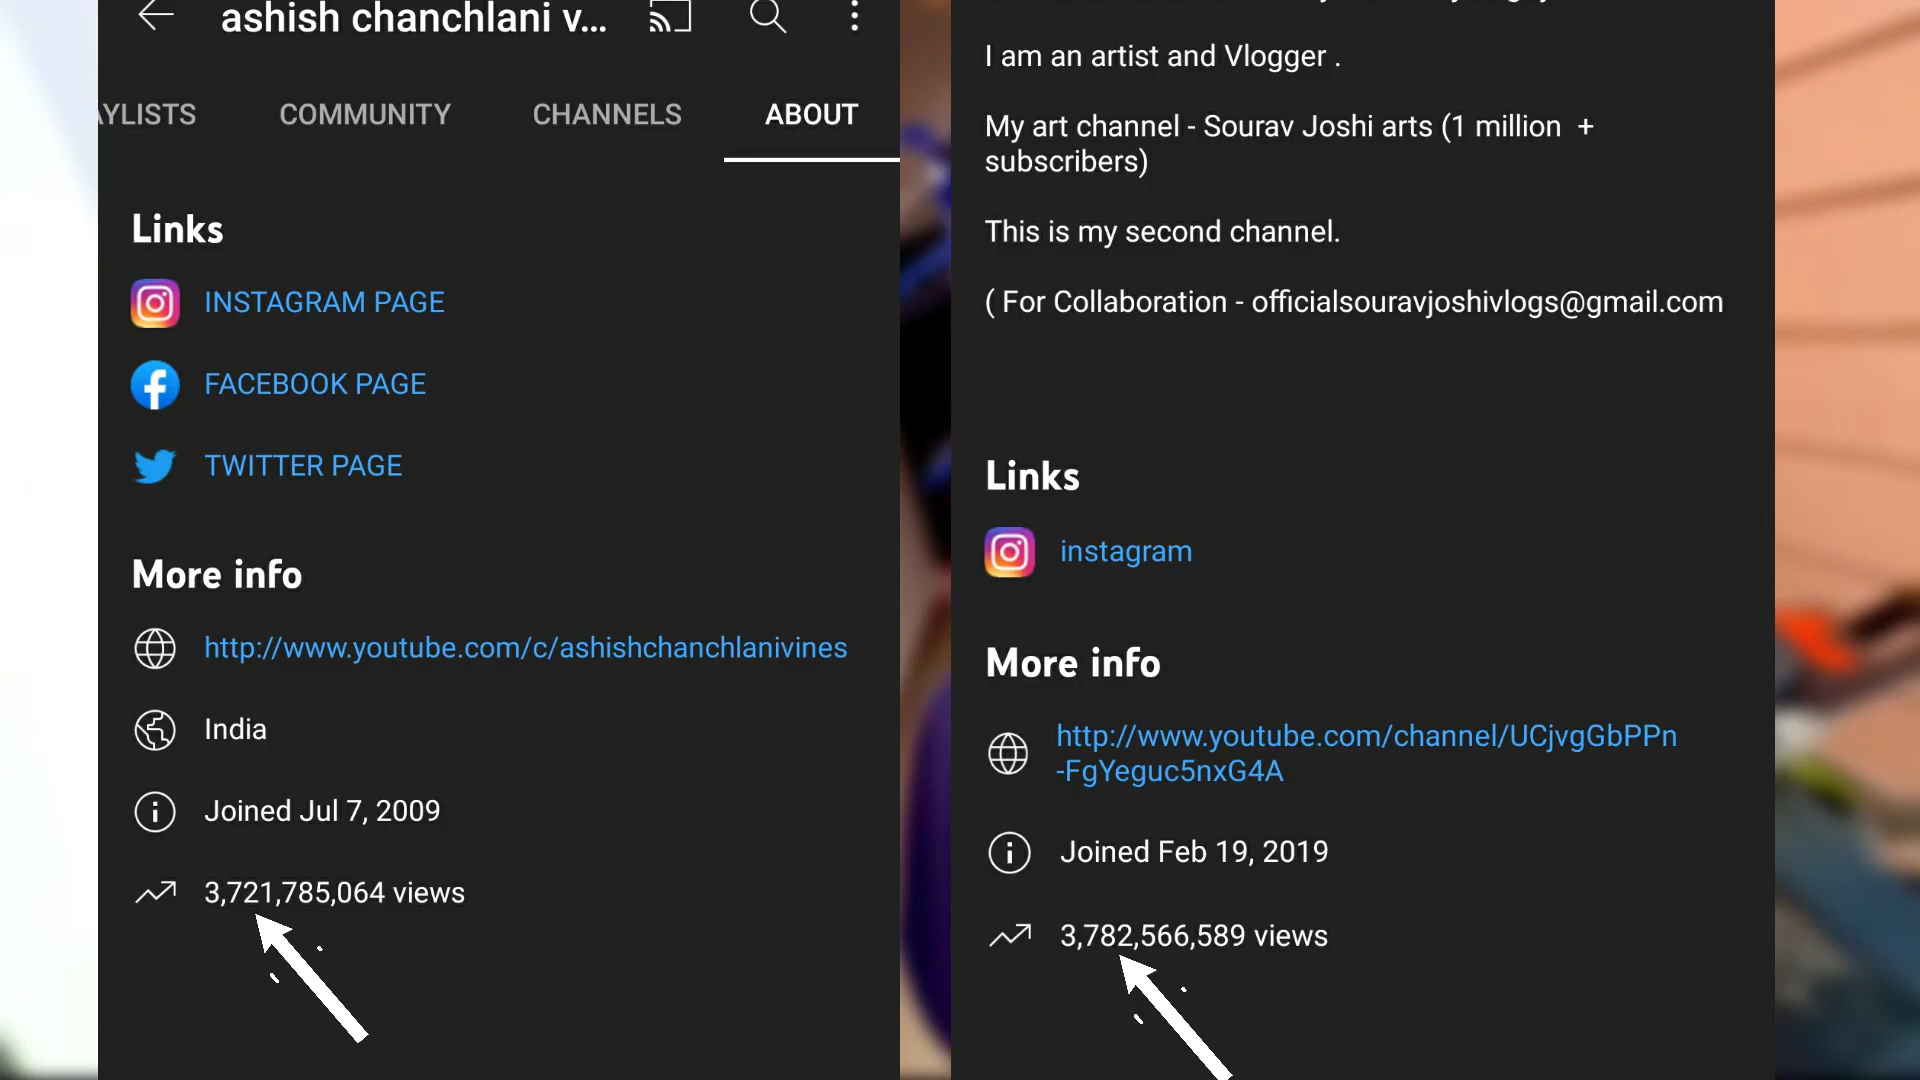 ashish chanchlani v...
AYLISTS COMMUNITY CHANNELS ABOUT
Links
INSTAGRAM PAGE
FACEBOOK PAGE
TWITTER PAGE
More info
http://www.youtube.com/c/ashishchanchlanivines
India
Joined Jul 7, 2009
3,721,785,064 views
I am an artist and Vlogger .
My art channel - Sourav Joshi arts (1 million +
subscribers)
This is my second channel.
( For Collaboration - officialsouravjoshivlogs@gmail.com
Links
instagram
More info
http://www.youtube.com/channel/UCjvgGbPPn
-FgYeguc5nxG4A
Joined Feb 19, 2019
3,782,566,589 views